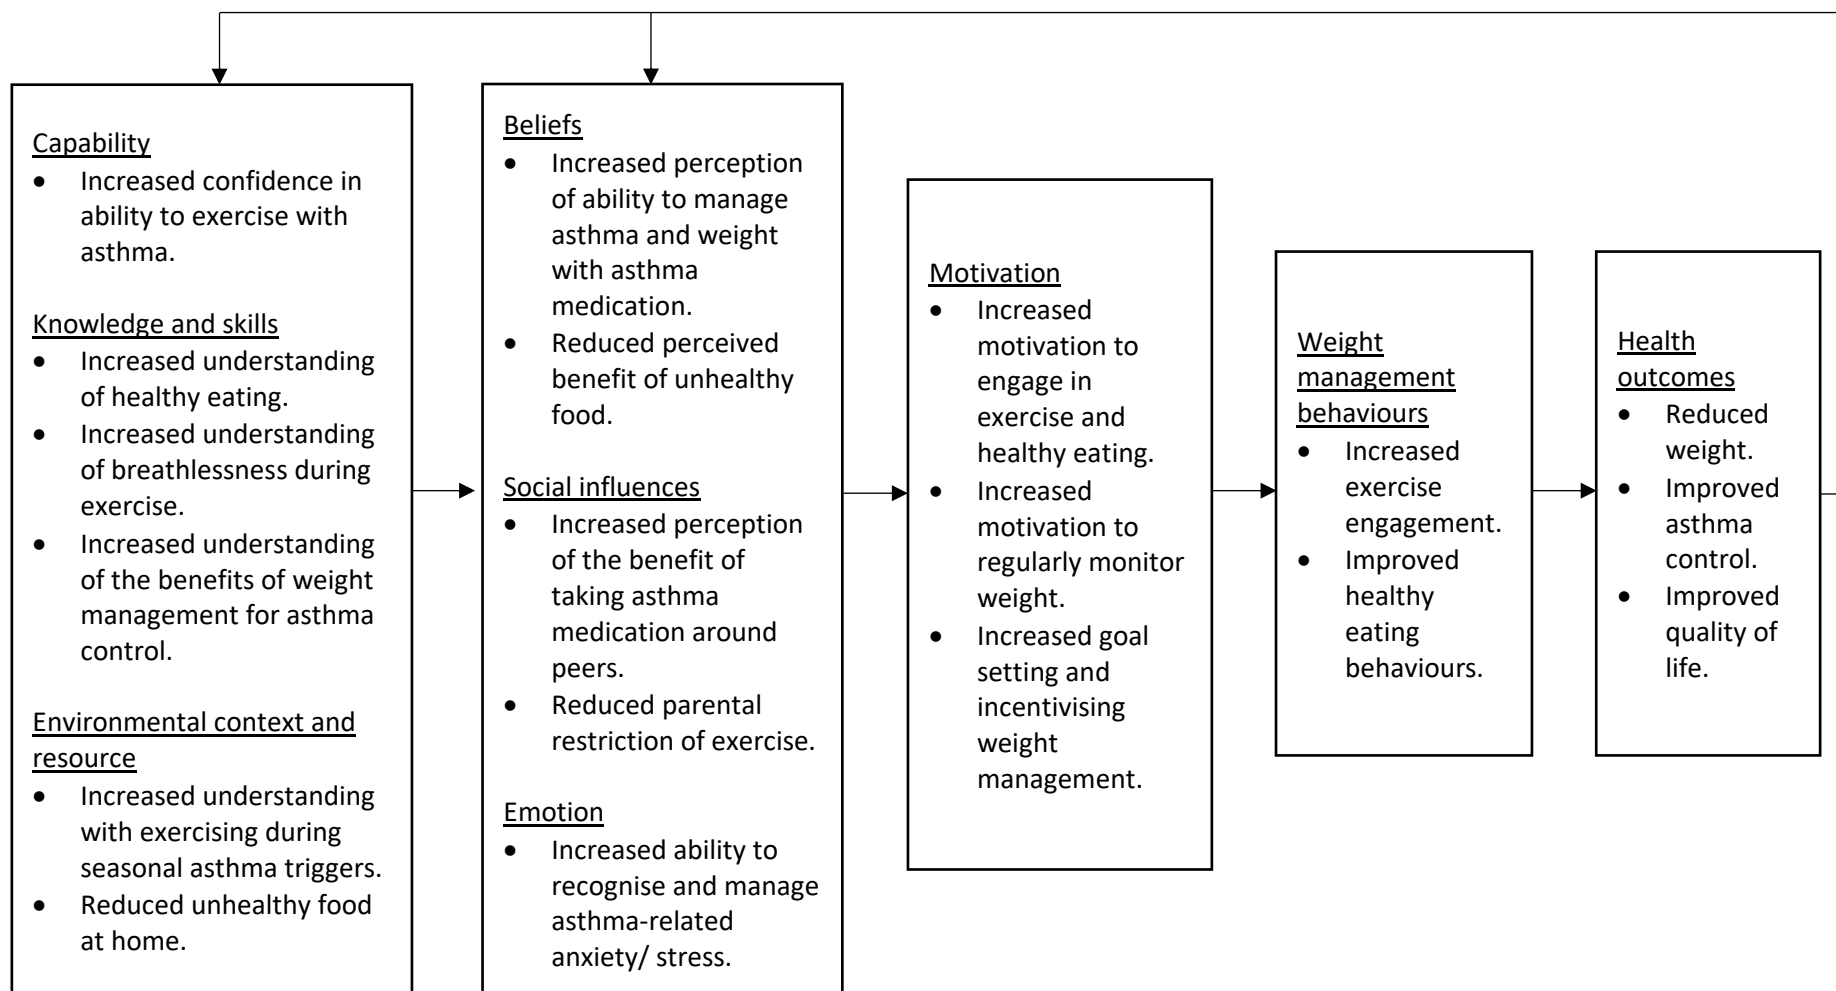 Capability
• Increased confidence in
ability to exercise with
asthma.
Knowledge and skills
• Increased understanding
of healthy eating.
• Increased understanding
of breathlessness during
exercise.
• Increased understanding
of the benefits of weight
management for asthma
control.
Environmental context and
resource
• Increased understanding
with exercising during
seasonal asthma triggers.
• Reduced unhealthy food
at home.
Beliefs
• Increased perception
of ability to manage
asthma and weight
with asthma
medication.
• Reduced perceived
benefit of unhealthy
food.
Social influences
• Increased perception
of the benefit of
taking asthma
medication around
peers.
• Reduced parental
restriction of exercise.
Emotion
• Increased ability to
recognise and manage
asthma-related
anxiety/ stress.
Motivation
• Increased
motivation to
engage in
exercise and
healthy eating.
• Increased
motivation to
regularly monitor
weight.
• Increased goal
setting and
incentivising
weight
management.
Weight
management
behaviours
• Increased
exercise
engagement.
• Improved
healthy
eating
behaviours.
Health
outcomes
• Reduced
weight.
• Improved
asthma
control.
• Improved
quality of
life.